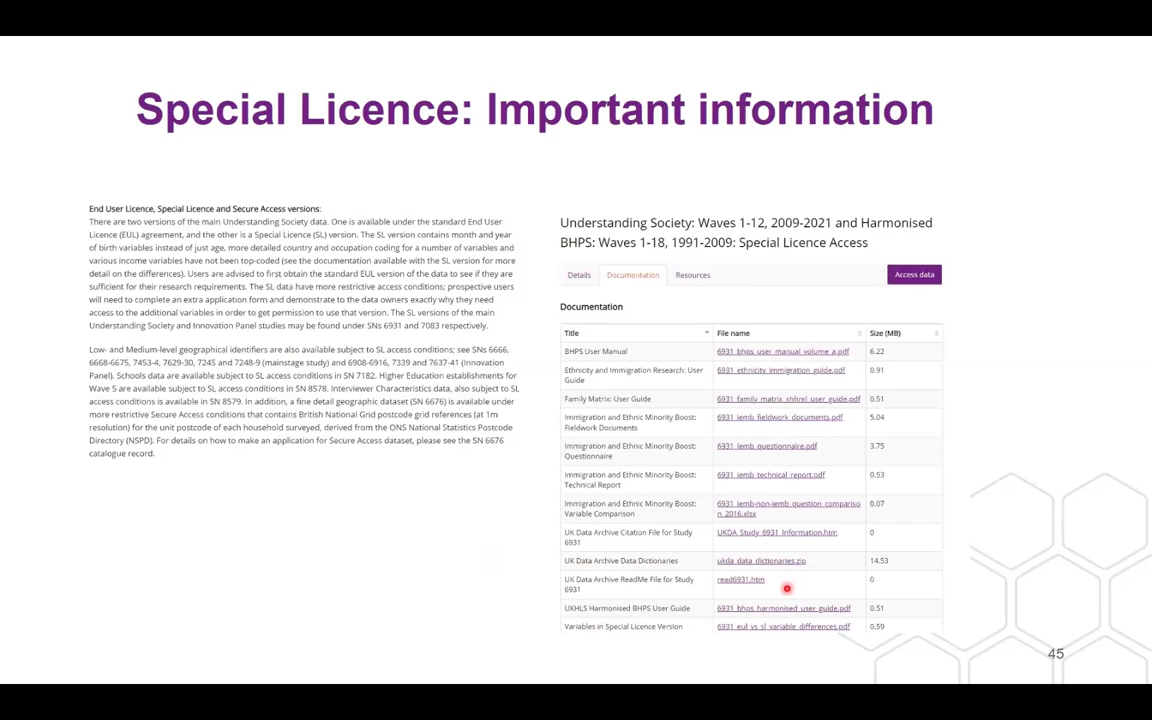 Special Licence: Important information
End User Licence, Special Licence and Secure Access versions:
There are two versions of the main Understanding Society data. One is available under the standard End User
Licence (EUL) agreement, and the other is a Special Licence (SL) version. The SL version contains month and year
of birth variables instead of just age, more detailed country and occupation coding for a number of variables and
various income variables have not been top-coded (see the documentation available with the SL version for more
detail on the differences). Users are advised to first obtain the standard EUL version of the data to see if they are
sufficient for their research requirements. The SL data have more restrictive access conditions; prospective users
will need to complete an extra application form and demonstrate to the data owners exactly why they need
access to the additional variables in order to get permission to use that version. The SL versions of the main
Understanding Society and Innovation Panel studies may be found under SNs 6931 and 7083 respectively.
Low- and Medium-level geographical identifiers are also available subject to SL access conditions; see SNs 6666,
6668-6675, 7453-4, 7629-30, 7245 and 7248-9 (mainstage study) and 6908-6916, 7339 and 7637-41 (Innovation
Panel). Schools data are available subject to SL access conditions in SN 7182. Higher Education establishments for
Wave 5 are available subject to SL access conditions in SN 8578. Interviewer Characteristics data, also subject to SL
access conditions is available in SN 8579. In addition, a fine detail geographic dataset (SN 6676) is available under
more restrictive Secure Access conditions that contains British National Grid postcode grid references (at 1m
resolution) for the unit postcode of each household surveyed, derived from the ONS National Statistics Postcode
Directory (NSPD). For details on how to make an application for Secure Access dataset, please see the SN 6676
catalogue record.
Understanding Society: Waves 1-12, 2009-2021 and Harmonised
BHPS: Waves 1-18, 1991-2009: Special Licence Access
Details Documentation Resources Access data
Documentation
Title File name Size (MB)
BHPS User Manual 6931_bhps_user_manual_volume_a.pdf 6.22
Ethnicity and Immigration Research: User
Guide 6931_ethnicity_immigration_guide.pdf 0.91
Family Matrix: User Guide 6931_family_matrix_xhhrel_user_guide.pdf 0.51
Immigration and Ethnic Minority Boost:
Fieldwork Documents 6931_iemb_fieldwork_documents.pdf 5.04
Immigration and Ethnic Minority Boost:
Questionnaire 6931_iemb_questionnaire.pdf 3.75
Immigration and Ethnic Minority Boost:
Technical Report 6931_iemb_technical_report.pdf 0.53
Immigration and Ethnic Minority Boost: 6931_iemb-non-iemb_question_compariso 0.07
Variable Comparison n_2016.xlsx
UK Data Archive Citation File for Study
6931 UKDA_Study_6931_Information.htm 0
UK Data Archive Data Dictionaries ukda_data_dictionaries.zip 14.53
UK Data Archive ReadMe File for Study
6931 read6931.htm 0
UKHLS Harmonised BHPS User Guide 6931_bhps_harmonised_user_guide.pdf 0.51
Variables in Special Licence Version 6931_eul_vs_sl_variable_differences.pdf 0.59
45